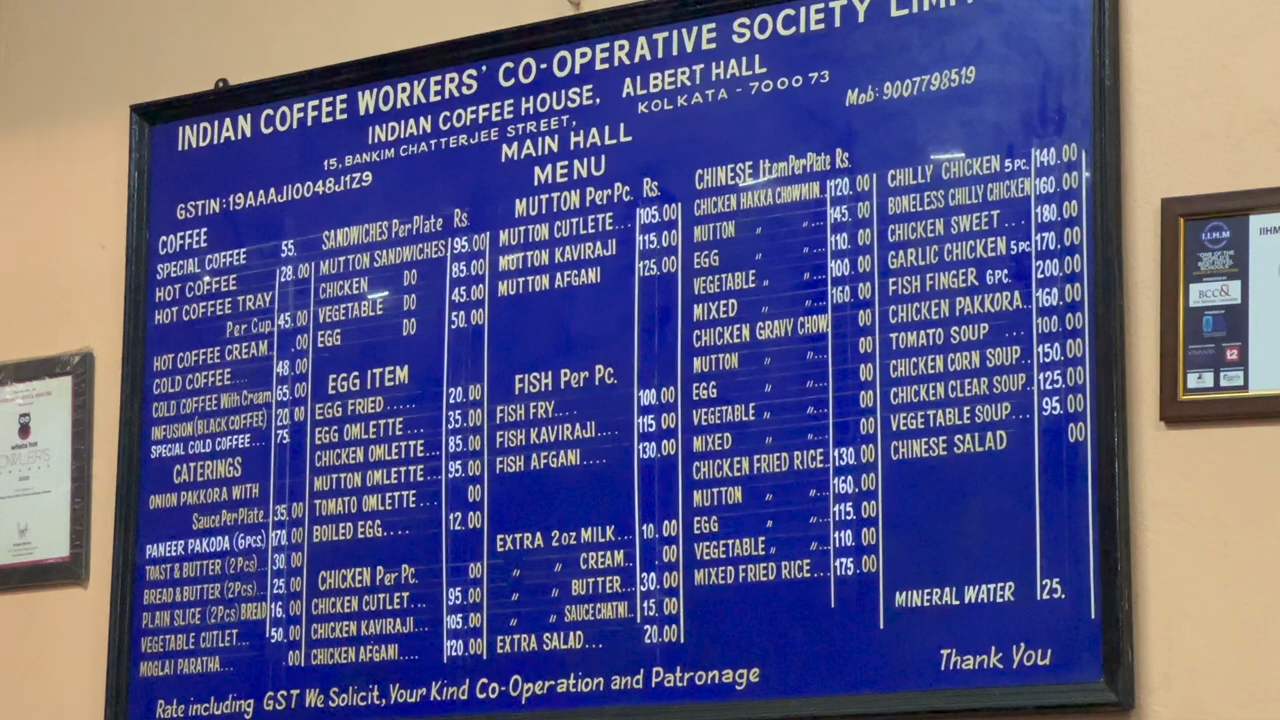 INDIAN COFFEE WORKERS' CO-OPERATIVE SOCIETY
INDIAN COFFEE HOUSE, ALBERT HALL
15, BANKIM CHATTERJEE STREET, KOLKATA - 700073
Mob: 9007798519
MAIN HALL
MENU
GSTIN:19AAAJI0048J1Z9
COFFEE
SPECIAL COFFEE 55.
HOT COFFEE 28.00
HOT COFFEE TRAY
Per Cup. 45.00
HOT COFFEE CREAM. .00
COLD COFFEE.... 48.00
COLD COFFEE With Cream 65.00
INFUSION (BLACK COFFEE) 20.00
SPECIAL COLD COFFEE... 75.
CATERINGS
ONION PAKKORA WITH
Sauce Per Plate.. 35.00
PANEER PAKODA (6Pcs) 170.00
TOAST & BUTTER (2Pcs).. 30.00
BREAD & BUTTER (2Pcs)... 25.00
PLAIN SLICE (2Pcs) BREAD 16.00
VEGETABLE CUTLET... 50.00
MOGLAI PARATHA... .00
SANDWICHES Per Plate Rs.
MUTTON SANDWICHES 95.00
CHICKEN DO 85.00
VEGETABLE DO 45.00
EGG DO 50.00
EGG ITEM
EGG FRIED..... 20.00
EGG OMLETTE... 35.00
CHICKEN OMLETTE... 85.00
MUTTON OMLETTE... 95.00
TOMATO OMLETTE... 00
BOILED EGG.... 12.00
CHICKEN Per Pc. 00
CHICKEN CUTLET... 95.00
CHICKEN KAVIRAJI... 105.00
CHICKEN AFGANI.... 120.00
MUTTON Per Pc. Rs.
MUTTON CUTLETE... 105.00
MUTTON KAVIRAJI 115.00
MUTTON AFGANI 125.00
FISH Per Pc.
FISH FRY.... 100.00
FISH KAVIRAJI.... 115 00
FISH AFGANI.... 130.00
EXTRA 2oz MILK... 10.00
" " CREAM.. 00
" " BUTTER... 30.00
" " SAUCE CHATNI.. 15.00
EXTRA SALAD... 20.00
CHINESE Item Per Plate Rs.
CHICKEN HAKKA CHOWMIN. 120.00
MUTTON " "... 145.00
EGG " "... 110.00
VEGETABLE " "... 100.00
MIXED " "... 160.00
CHICKEN GRAVY CHOW. 00
MUTTON " "... 00
EGG " "... 00
VEGETABLE " "... 00
MIXED " "... 00
CHICKEN FRIED RICE.. 130.00
MUTTON " "... 160.00
EGG " "... 115.00
VEGETABLE " "... 110.00
MIXED FRIED RICE... 175.00
CHILLY CHICKEN 5 PC. 140.00
BONELESS CHILLY CHICKEN 160.00
CHICKEN SWEET... 180.00
GARLIC CHICKEN 5 PC. 170.00
FISH FINGER 6PC. 200.00
CHICKEN PAKKORA.. 160.00
TOMATO SOUP ... 100.00
CHICKEN CORN SOUP.. 150.00
CHICKEN CLEAR SOUP.. 125.00
VEGETABLE SOUP... 95.00
CHINESE SALAD 00
MINERAL WATER 25.
Rate including GST We Solicit, Your Kind Co-Operation and Patronage
Thank You
I.I.H.M
BCC&
t2
IIHM
whats hot